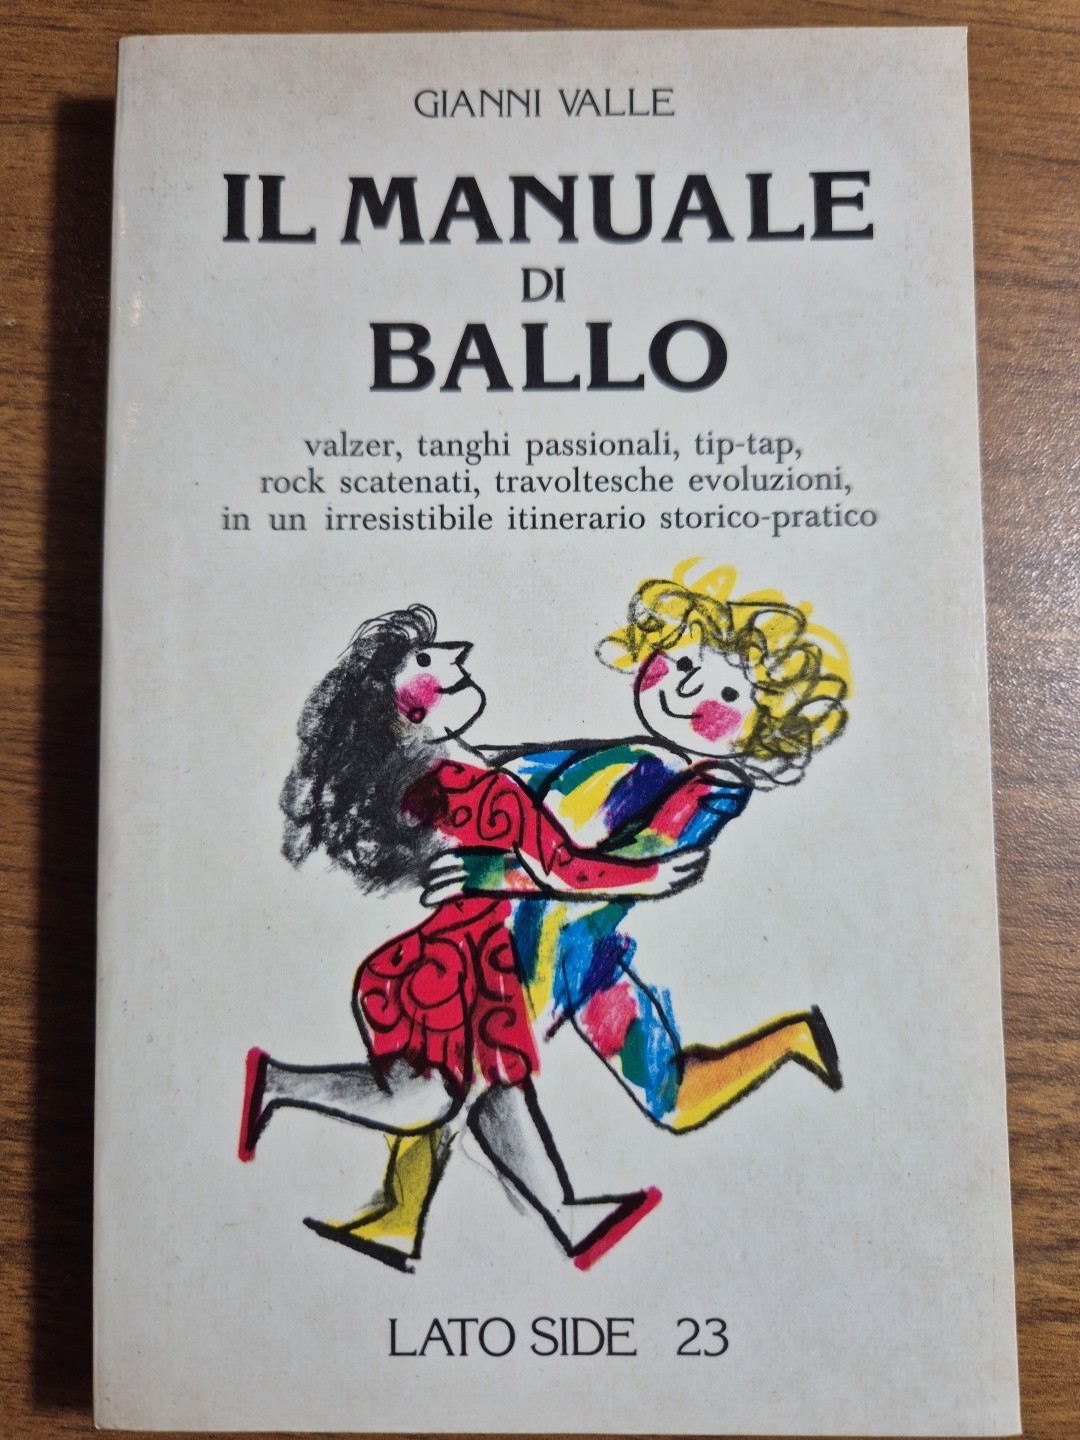 GIANNI VALLE
IL MANUALE
DI
BALLO
valzer, tanghi passionali, tip-tap,
rock scatenati, travoltesche evoluzioni,
in un irresistibile itinerario storico-pratico
LATO SIDE 23